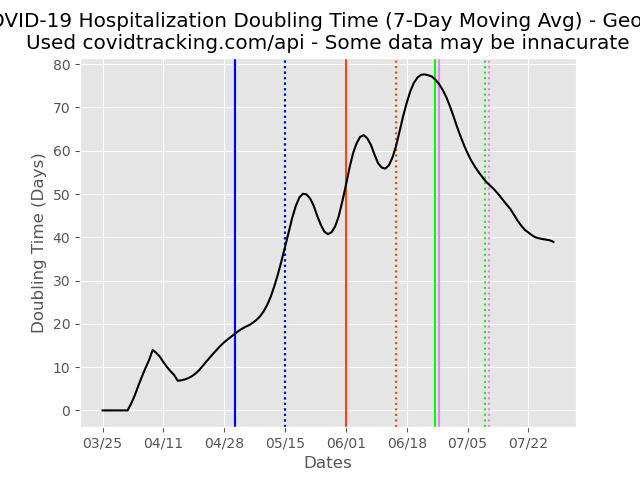 OVID-19 Hospitalization Doubling Time (7-Day Moving Avg) - Geo
Used covidtracking.com/api - Some data may be innacurate
80
70
60
50
40
30
20
10
0
Doubling Time (Days)
03/25 04/11 04/28 05/15 06/01 06/18 07/05 07/22
Dates